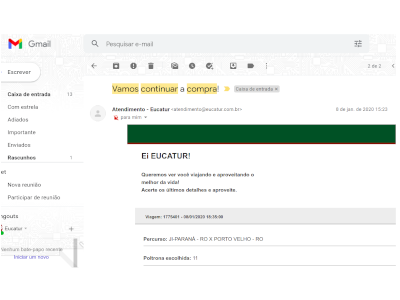 Gmail
Pesquisar e-mail
Escrever
2 de 2
Vamos continuar a compra!
Caixa de entrada ×
Caixa de entrada 13
Com estrela
Adiados
Importante
Enviados
Rascunhos 1
Atendimento - Eucatur <atendimento@eucatur.com.br>
8 de jan. de 2020 15:23
para mim
Ei EUCATUR!
Queremos ver você viajando e aproveitando o
melhor da vida!
Acerte os últimos detalhes e aproveite.
et
Nova reunião
Participar de reunião
Viagem: 1775401 - 08/01/2020 18:35:00
angouts
Eucatur +
Percurso: JI-PARANÁ - RO X PORTO VELHO - RO
Nenhum bate-papo recente
Iniciar um novo
Poltrona escolhida: 11